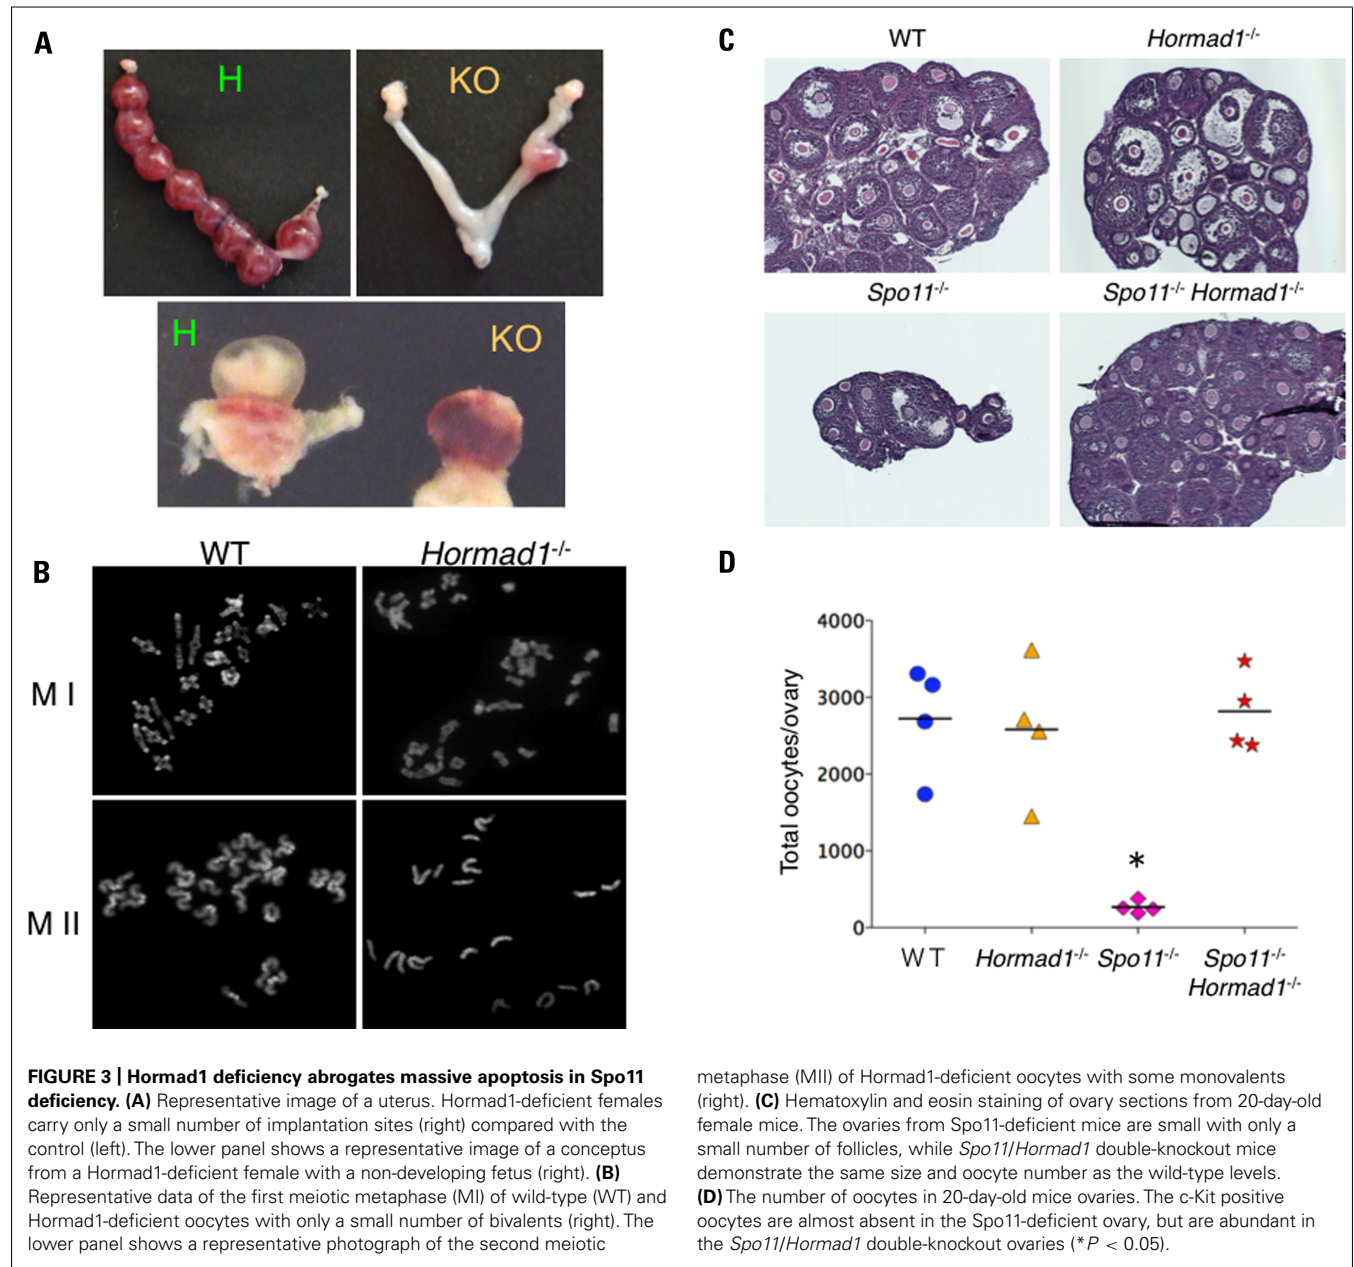 A
H
KO
H
KO
B
WT
Hormad1-/-
M I
M II
C
WT
Hormad1-/-
Spo11-/-
Spo11-/- Hormad1-/-
D
Total oocytes/ovary
4000
3000
2000
1000
0
*
WT
Hormad1-/-
Spo11-/-
Spo11-/-
Hormad1-/-
FIGURE 3 | Hormad1 deficiency abrogates massive apoptosis in Spo11
deficiency. (A) Representative image of a uterus. Hormad1-deficient females
carry only a small number of implantation sites (right) compared with the
control (left). The lower panel shows a representative image of a conceptus
from a Hormad1-deficient female with a non-developing fetus (right). (B)
Representative data of the first meiotic metaphase (MI) of wild-type (WT) and
Hormad1-deficient oocytes with only a small number of bivalents (right). The
lower panel shows a representative photograph of the second meiotic
metaphase (MII) of Hormad1-deficient oocytes with some monovalents
(right). (C) Hematoxylin and eosin staining of ovary sections from 20-day-old
female mice. The ovaries from Spo11-deficient mice are small with only a
small number of follicles, while Spo11/Hormad1 double-knockout mice
demonstrate the same size and oocyte number as the wild-type levels.
(D) The number of oocytes in 20-day-old mice ovaries. The c-Kit positive
oocytes are almost absent in the Spo11-deficient ovary, but are abundant in
the Spo11/Hormad1 double-knockout ovaries (*P < 0.05).